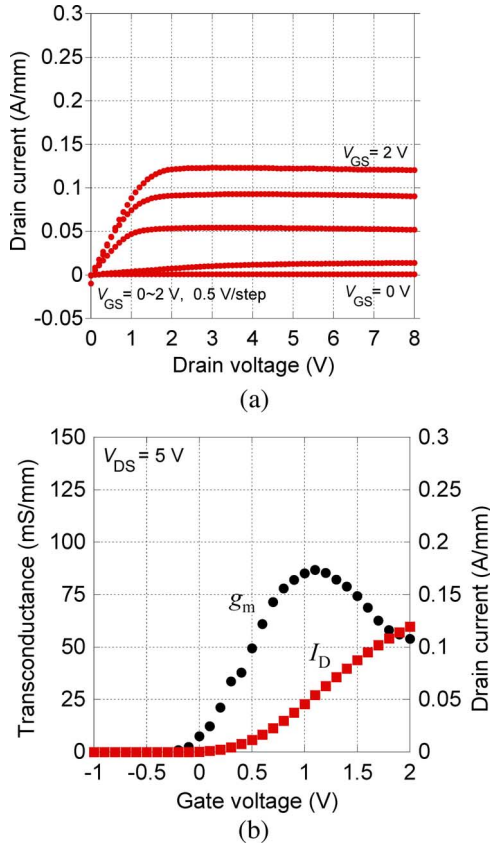 0.3
0.25
0.2
0.15
0.1
0.05
0
-0.05
Drain current (A/mm)
VGS= 2 V
VGS= 0~2 V, 0.5 V/step
VGS= 0 V
0 1 2 3 4 5 6 7 8
Drain voltage (V)
(a)
150
125
100
75
50
25
0
Transconductance (mS/mm)
VDS= 5 V
gm
ID
0.3
0.25
0.2
0.15
0.1
0.05
0
Drain current (A/mm)
-1 -0.5 0 0.5 1 1.5 2
Gate voltage (V)
(b)